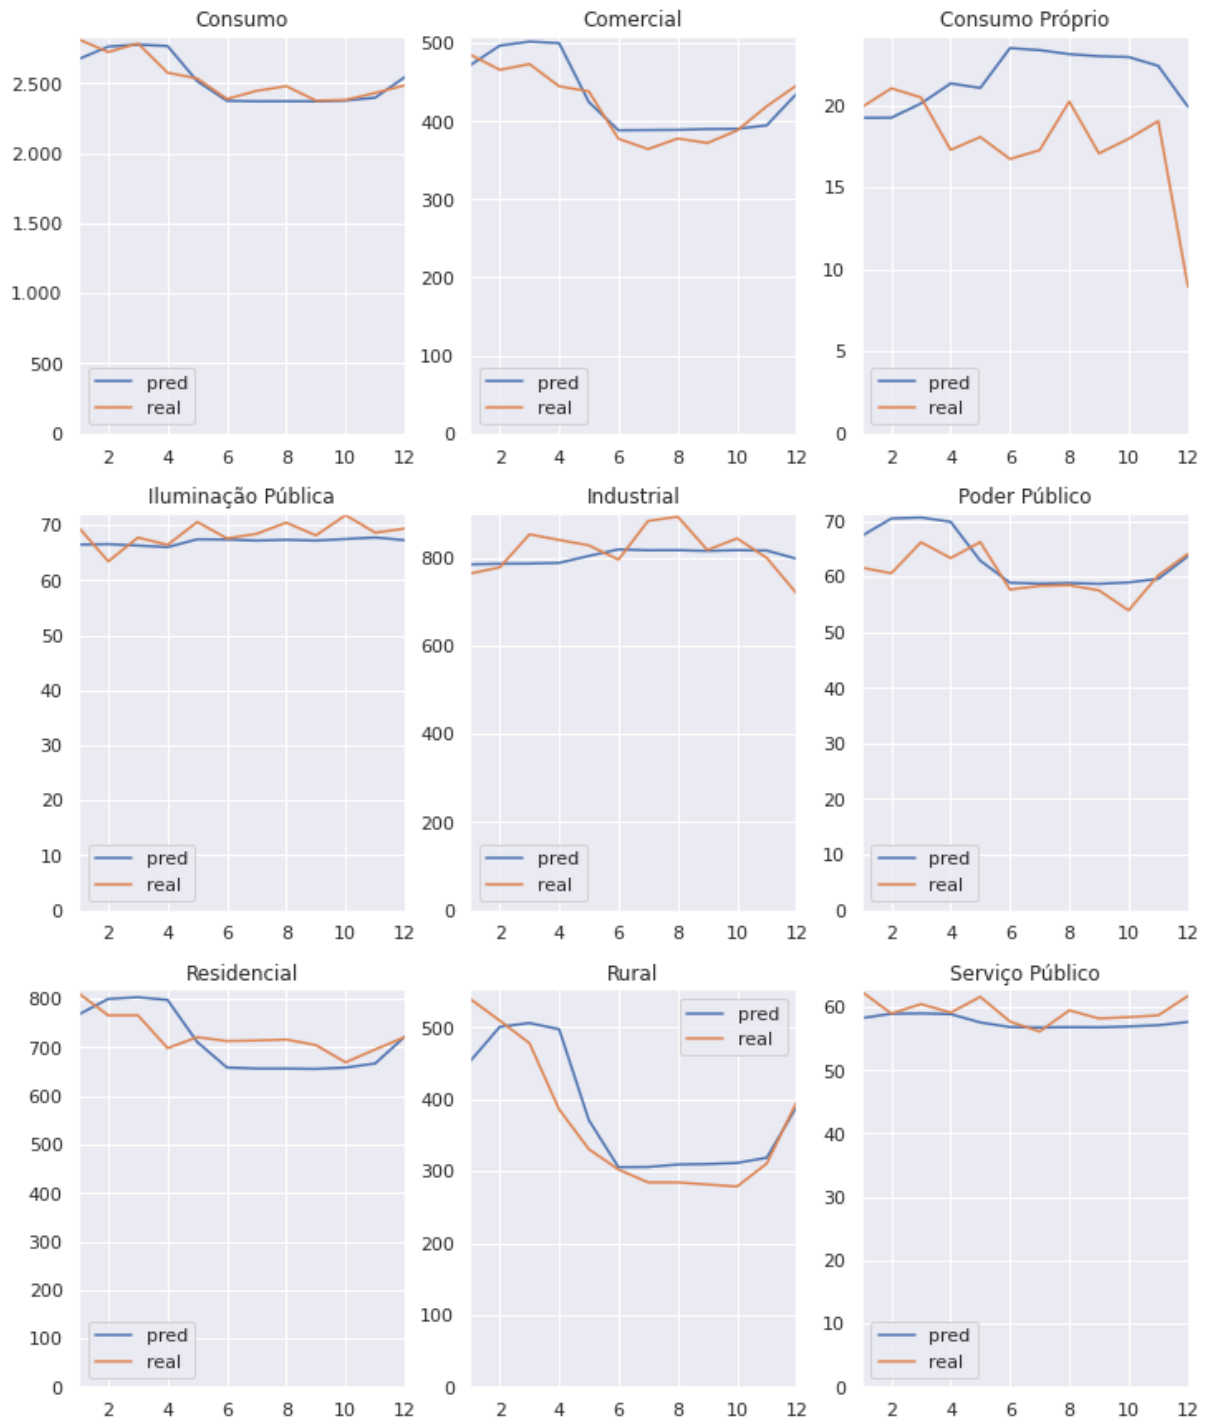 Consumo
2.500
2.000
1.500
1.000
500
0
2 4 6 8 10 12
pred
real
Comercial
500
400
300
200
100
0
2 4 6 8 10 12
pred
real
Consumo Próprio
20
15
10
5
0
2 4 6 8 10 12
pred
real
Iluminação Pública
70
60
50
40
30
20
10
0
2 4 6 8 10 12
pred
real
Industrial
800
600
400
200
0
2 4 6 8 10 12
pred
real
Poder Público
70
60
50
40
30
20
10
0
2 4 6 8 10 12
pred
real
Residencial
800
700
600
500
400
300
200
100
0
2 4 6 8 10 12
pred
real
Rural
500
400
300
200
100
0
2 4 6 8 10 12
pred
real
Serviço Público
60
50
40
30
20
10
0
2 4 6 8 10 12
pred
real